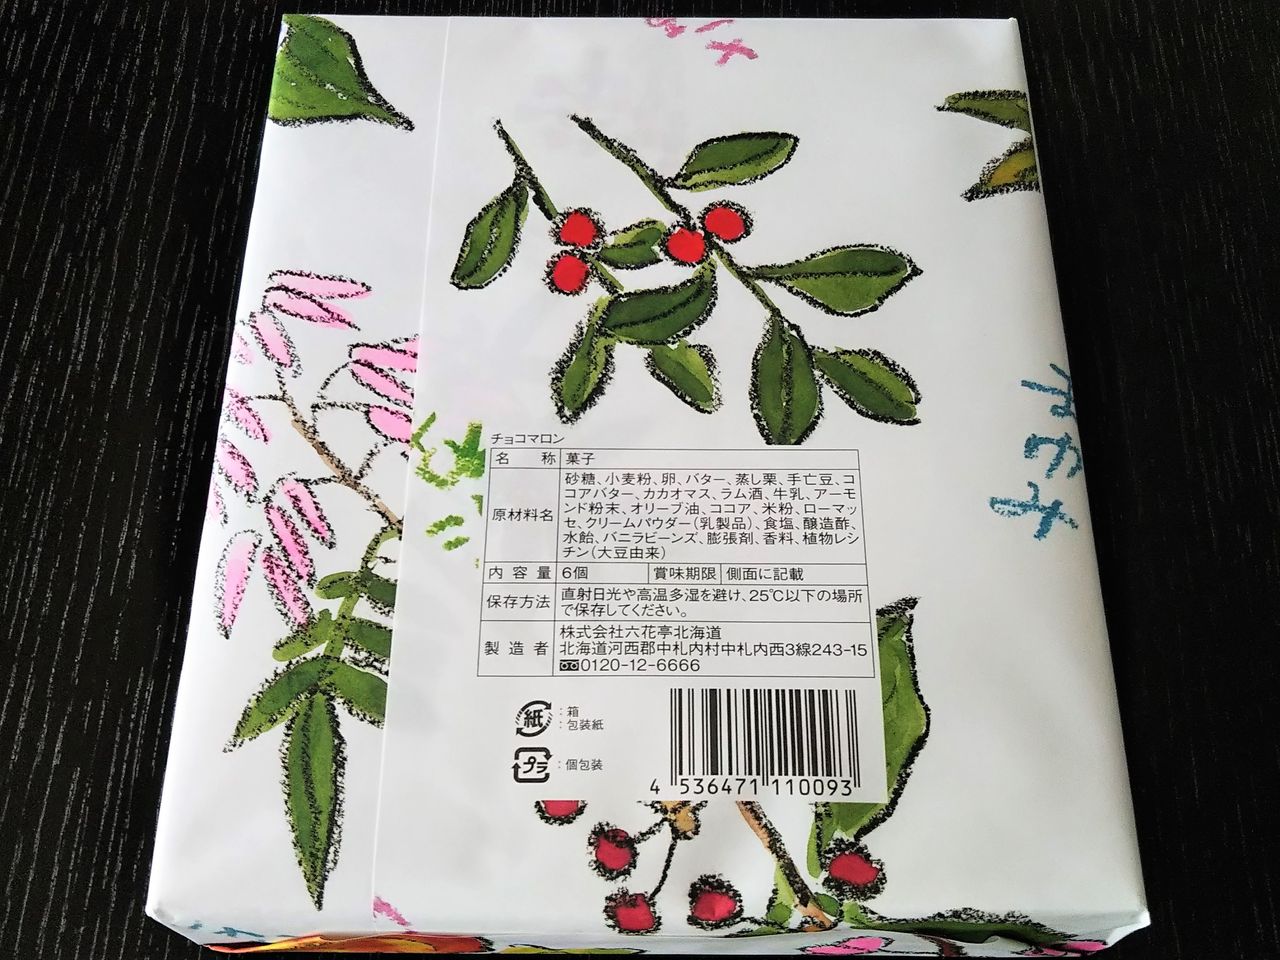 チョコマロン
名 称 菓子
原材料名 砂糖、小麦粉、卵、バター、蒸し栗、手亡豆、コ
コアバター、カカオマス、ラム酒、牛乳、アーモ
ンド粉末、オリーブ油、ココア、米粉、ローマッ
セ、クリームパウダー(乳製品)、食塩、醸造酢、
水飴、バニラビーンズ、膨張剤、香料、植物レシ
チン(大豆由来)
内 容 量 6個 賞味期限 側面に記載
保存方法 直射日光や高温多湿を避け、25℃以下の場所
で保存してください。
製 造 者 株式会社六花亭北海道
北海道河西郡中札内村中札内西3線243-15
0120-12-6666
紙 :箱
:包装紙
プラ :個包装
4 536471 110093